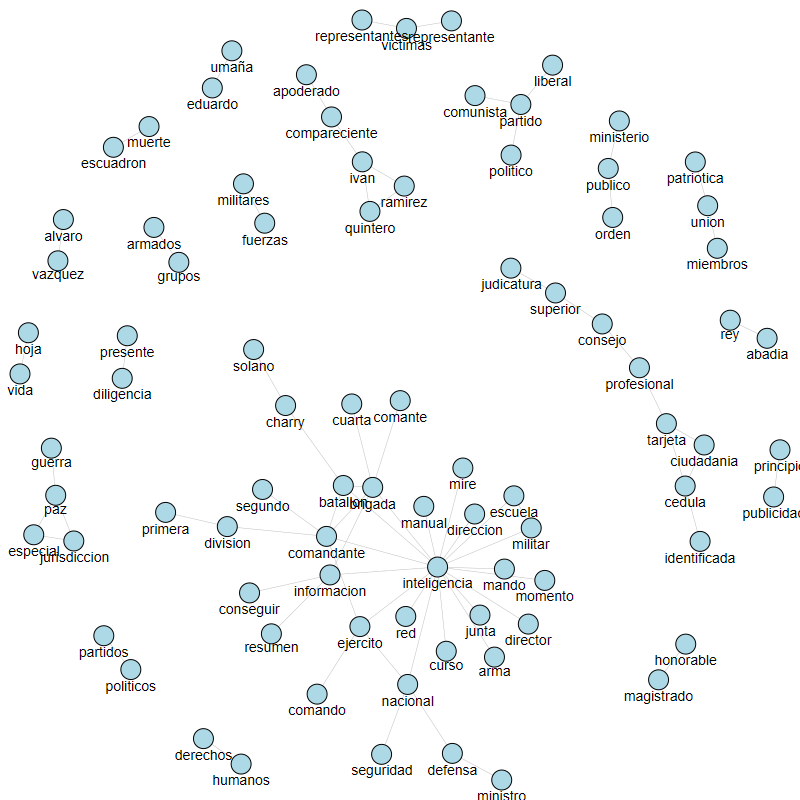 representantes
victimas
representante
umaña
eduardo
apoderado
compareciente
liberal
comunista
partido
politico
ministerio
publico
orden
muerte
escuadron
ivan
ramirez
quintero
militares
fuerzas
patriotica
union
miembros
alvaro
vazquez
armados
grupos
judicatura
superior
consejo
profesional
tarjeta
ciudadania
cedula
identificada
rey
abadia
hoja
vida
presente
diligencia
solano
charry
cuarta
comante
guerra
paz
especial
jurisdiccion
batallon
brigada
mire
segundo
manual
direccion
escuela
militar
primera
division
comandante
inteligencia
mando
momento
informacion
conseguir
resumen
ejercito
red
junta
director
curso
arma
principio
publicidad
partidos
politicos
honorable
magistrado
comando
nacional
derechos
humanos
seguridad
defensa
ministro